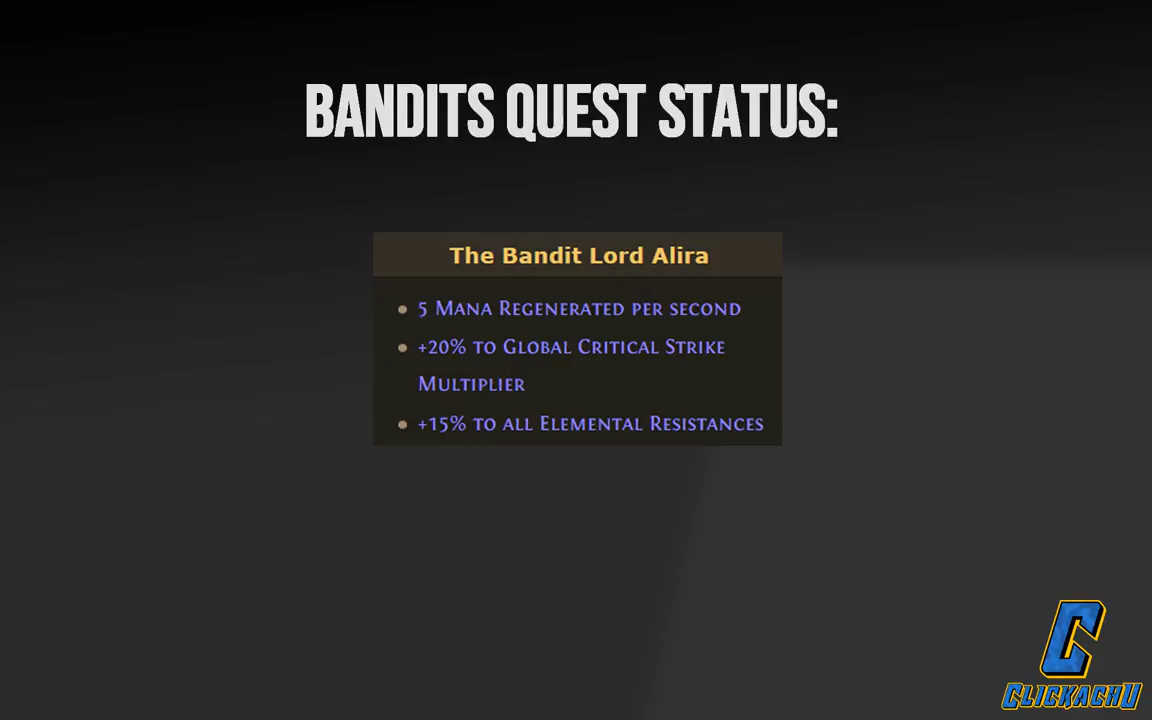 BANDITS QUEST STATUS:
The Bandit Lord Alira
5 Mana Regenerated per second
+20% to Global Critical Strike
Multiplier
+15% to all Elemental Resistances
C
CLICKACHU